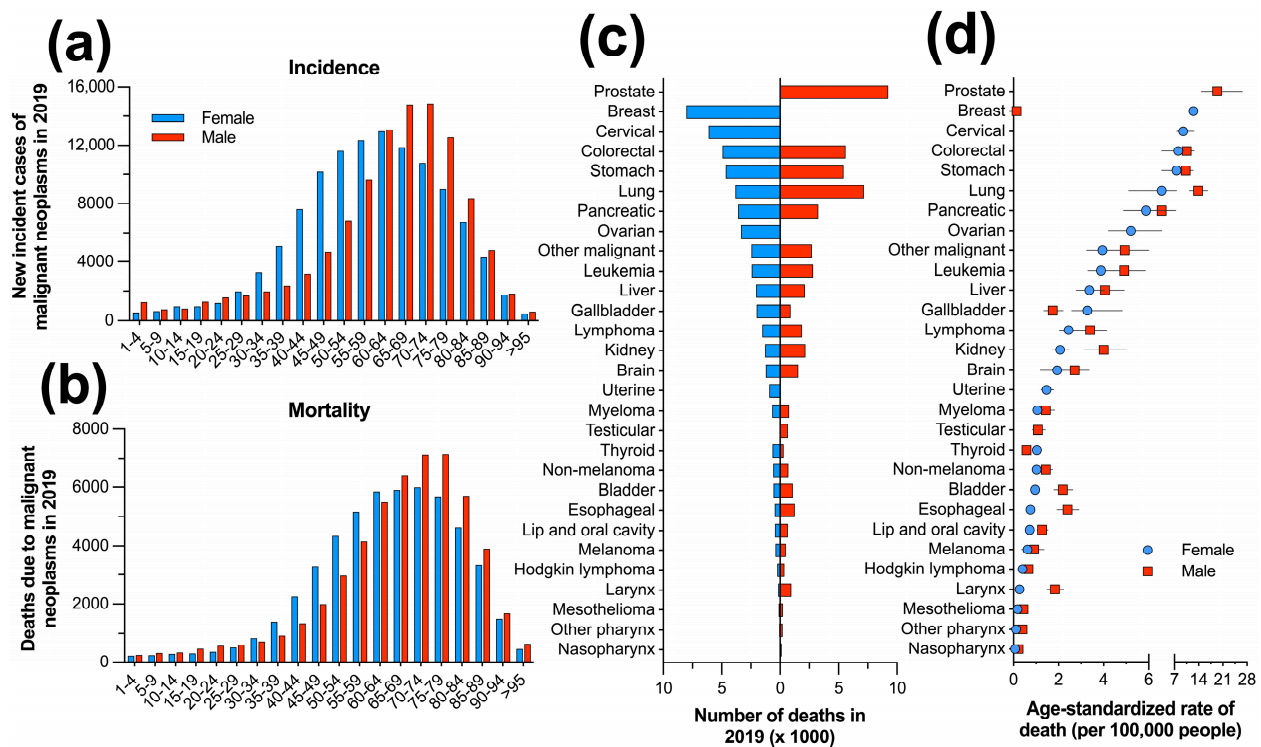 (a)
Incidence
New incident cases of
malignant neoplasms in 2019
16,000
12,000
8000
4000
0
Female
Male
1-4
5-9
10-14
15-19
20-24
25-29
30-34
35-39
40-44
45-49
50-54
55-59
60-64
65-69
70-74
75-79
80-84
85-89
90-94
>95
(b)
Mortality
Deaths due to malignant
neoplasms in 2019
8000
6000
4000
2000
0
1-4
5-9
10-14
15-19
20-24
25-29
30-34
35-39
40-44
45-49
50-54
55-59
60-64
65-69
70-74
75-79
80-84
85-89
90-94
>95
(c)
Prostate
Breast
Cervical
Colorectal
Stomach
Lung
Pancreatic
Ovarian
Other malignant
Leukemia
Liver
Gallbladder
Lymphoma
Kidney
Brain
Uterine
Myeloma
Testicular
Thyroid
Non-melanoma
Bladder
Esophageal
Lip and oral cavity
Melanoma
Hodgkin lymphoma
Larynx
Mesothelioma
Other pharynx
Nasopharynx
10 5 0 5 10
Number of deaths in
2019 (x 1000)
(d)
Prostate
Breast
Cervical
Colorectal
Stomach
Lung
Pancreatic
Ovarian
Other malignant
Leukemia
Liver
Gallbladder
Lymphoma
Kidney
Brain
Uterine
Myeloma
Testicular
Thyroid
Non-melanoma
Bladder
Esophageal
Lip and oral cavity
Melanoma
Hodgkin lymphoma
Larynx
Mesothelioma
Other pharynx
Nasopharynx
Female
Male
0 2 4 6 7 14 21 28
Age-standardized rate of
death (per 100,000 people)